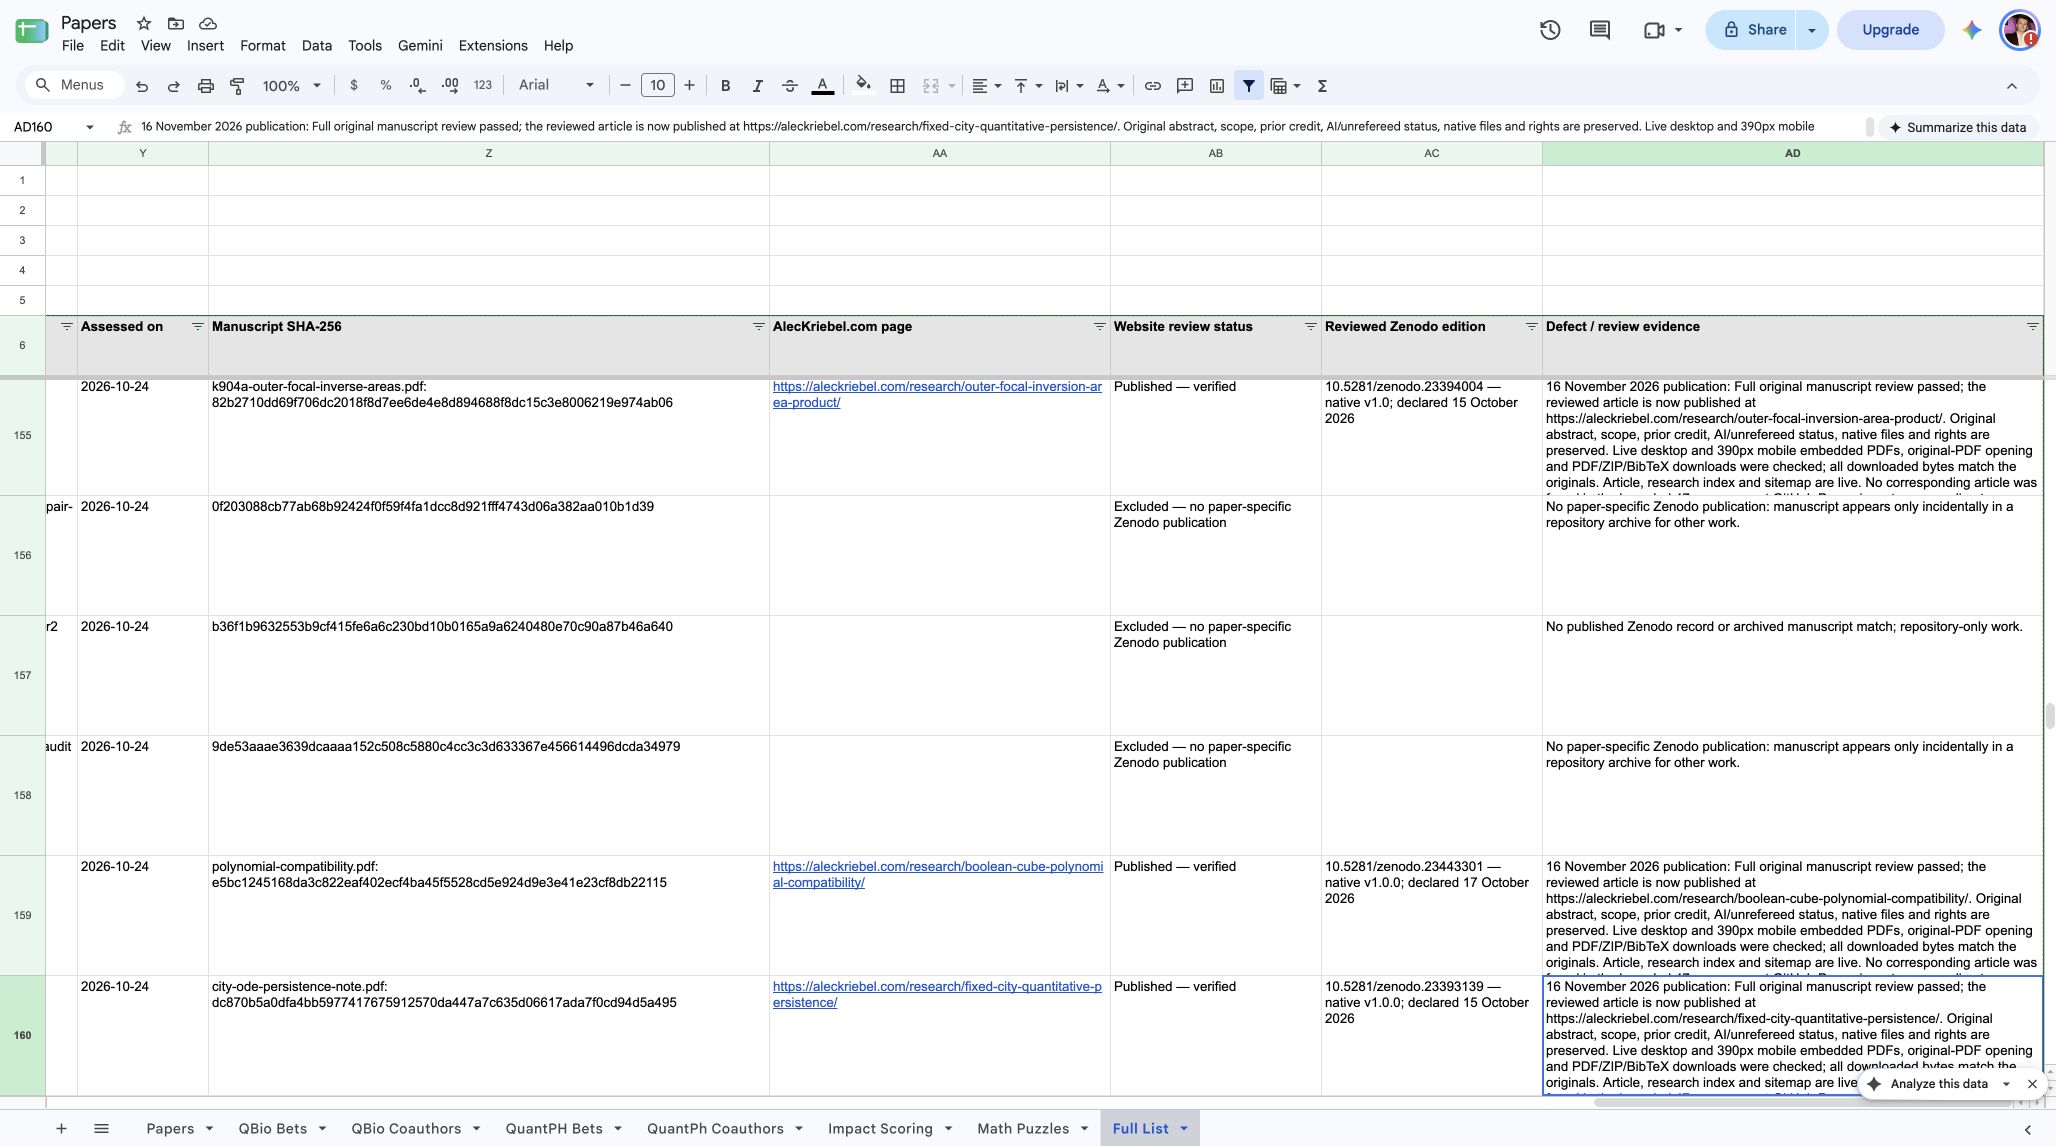 Papers
File Edit View Insert Format Data Tools Gemini Extensions Help
Share
Upgrade
Menus
100%
$ % .0 .00 123
Arial
10
B I A
AD160
fx 16 November 2026 publication: Full original manuscript review passed; the reviewed article is now published at https://aleckriebel.com/research/fixed-city-quantitative-persistence/. Original abstract, scope, prior credit, AI/unrefereed status, native files and rights are preserved. Live desktop and 390px mobile
Summarize this data
Y Z AA AB AC AD
1
2
3
4
5
6
Assessed on
Manuscript SHA-256
AlecKriebel.com page
Website review status
Reviewed Zenodo edition
Defect / review evidence
155
2026-10-24
k904a-outer-focal-inverse-areas.pdf:
82b2710dd69f706dc2018f8d7ee6de4e8d894688f8dc15c3e8006219e974ab06
https://aleckriebel.com/research/outer-focal-inversion-ar
ea-product/
Published — verified
10.5281/zenodo.23394004 —
native v1.0; declared 15 October
2026
16 November 2026 publication: Full original manuscript review passed; the
reviewed article is now published at
https://aleckriebel.com/research/outer-focal-inversion-area-product/. Original
abstract, scope, prior credit, AI/unrefereed status, native files and rights are
preserved. Live desktop and 390px mobile embedded PDFs, original-PDF opening
and PDF/ZIP/BibTeX downloads were checked; all downloaded bytes match the
originals. Article, research index and sitemap are live. No corresponding article was
156
pair-
2026-10-24
0f203088cb77ab68b92424f0f59f4fa1dcc8d921fff4743d06a382aa010b1d39
Excluded — no paper-specific
Zenodo publication
No paper-specific Zenodo publication: manuscript appears only incidentally in a
repository archive for other work.
157
r2
2026-10-24
b36f1b9632553b9cf415fe6a6c230bd10b0165a9a6240480e70c90a87b46a640
Excluded — no paper-specific
Zenodo publication
No published Zenodo record or archived manuscript match; repository-only work.
158
audit
2026-10-24
9de53aaae3639dcaaaa152c508c5880c4cc3c3d633367e456614496dcda34979
Excluded — no paper-specific
Zenodo publication
No paper-specific Zenodo publication: manuscript appears only incidentally in a
repository archive for other work.
159
2026-10-24
polynomial-compatibility.pdf:
e5bc1245168da3c822eaf402ecf4ba45f5528cd5e924d9e3e41e23cf8db22115
https://aleckriebel.com/research/boolean-cube-polynomi
al-compatibility/
Published — verified
10.5281/zenodo.23443301 —
native v1.0.0; declared 17 October
2026
16 November 2026 publication: Full original manuscript review passed; the
reviewed article is now published at
https://aleckriebel.com/research/boolean-cube-polynomial-compatibility/. Original
abstract, scope, prior credit, AI/unrefereed status, native files and rights are
preserved. Live desktop and 390px mobile embedded PDFs, original-PDF opening
and PDF/ZIP/BibTeX downloads were checked; all downloaded bytes match the
originals. Article, research index and sitemap are live. No corresponding article was
160
2026-10-24
city-ode-persistence-note.pdf:
dc870b5a0dfa4bb5977417675912570da447a7c635d06617ada7f0cd94d5a495
https://aleckriebel.com/research/fixed-city-quantitative-p
ersistence/
Published — verified
10.5281/zenodo.23393139 —
native v1.0.0; declared 15 October
2026
16 November 2026 publication: Full original manuscript review passed; the
reviewed article is now published at
https://aleckriebel.com/research/fixed-city-quantitative-persistence/. Original
abstract, scope, prior credit, AI/unrefereed status, native files and rights are
preserved. Live desktop and 390px mobile embedded PDFs, original-PDF opening
and PDF/ZIP/BibTeX downloads were checked; all downloaded bytes match the
originals. Article, research index and sitemap are live
Analyze this data
Papers QBio Bets QBio Coauthors QuantPH Bets QuantPh Coauthors Impact Scoring Math Puzzles Full List